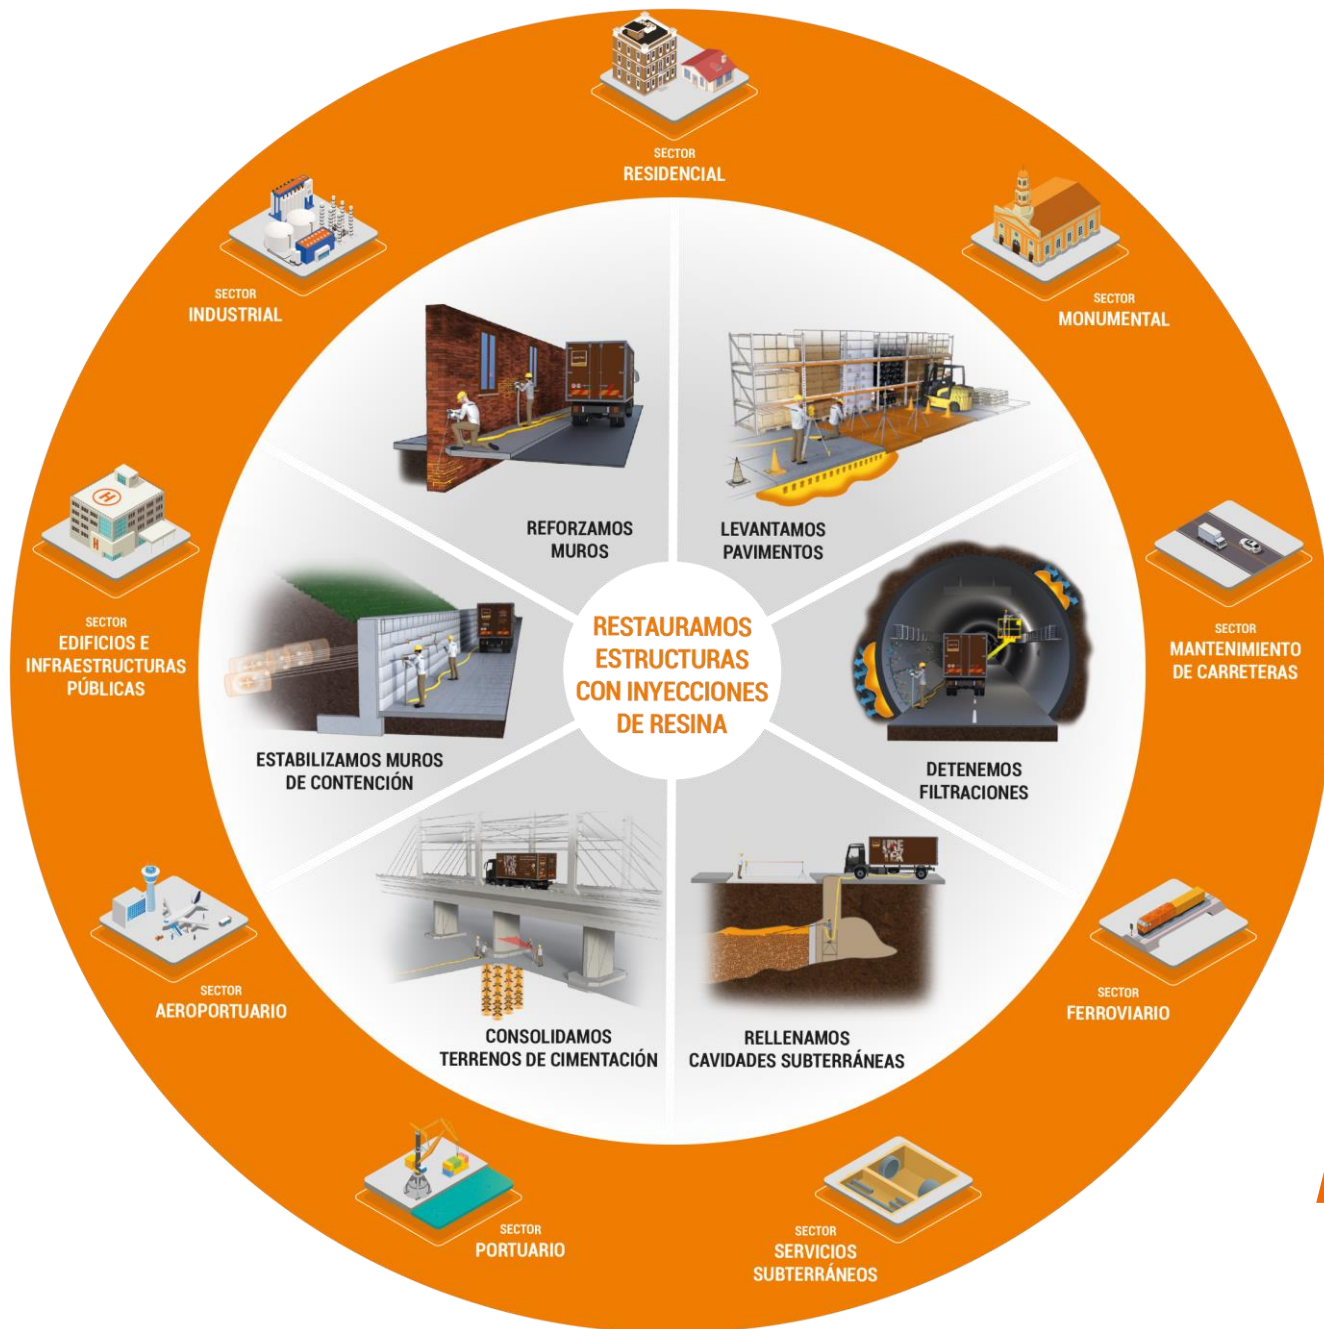 SECTOR
RESIDENCIAL
SECTOR
MONUMENTAL
SECTOR
MANTENIMIENTO
DE CARRETERAS
SECTOR
FERROVIARIO
SECTOR
SERVICIOS
SUBTERRÁNEOS
SECTOR
PORTUARIO
SECTOR
AEROPORTUARIO
SECTOR
EDIFICIOS E
INFRAESTRUCTURAS
PÚBLICAS
SECTOR
INDUSTRIAL
REFORZAMOS
MUROS
LEVANTAMOS
PAVIMENTOS
DETENEMOS
FILTRACIONES
RELLENAMOS
CAVIDADES SUBTERRÁNEAS
CONSOLIDAMOS
TERRENOS DE CIMENTACIÓN
ESTABILIZAMOS MUROS
DE CONTENCIÓN
RESTAURAMOS
ESTRUCTURAS
CON INYECCIONES
DE RESINA
H
H
URE
TEK